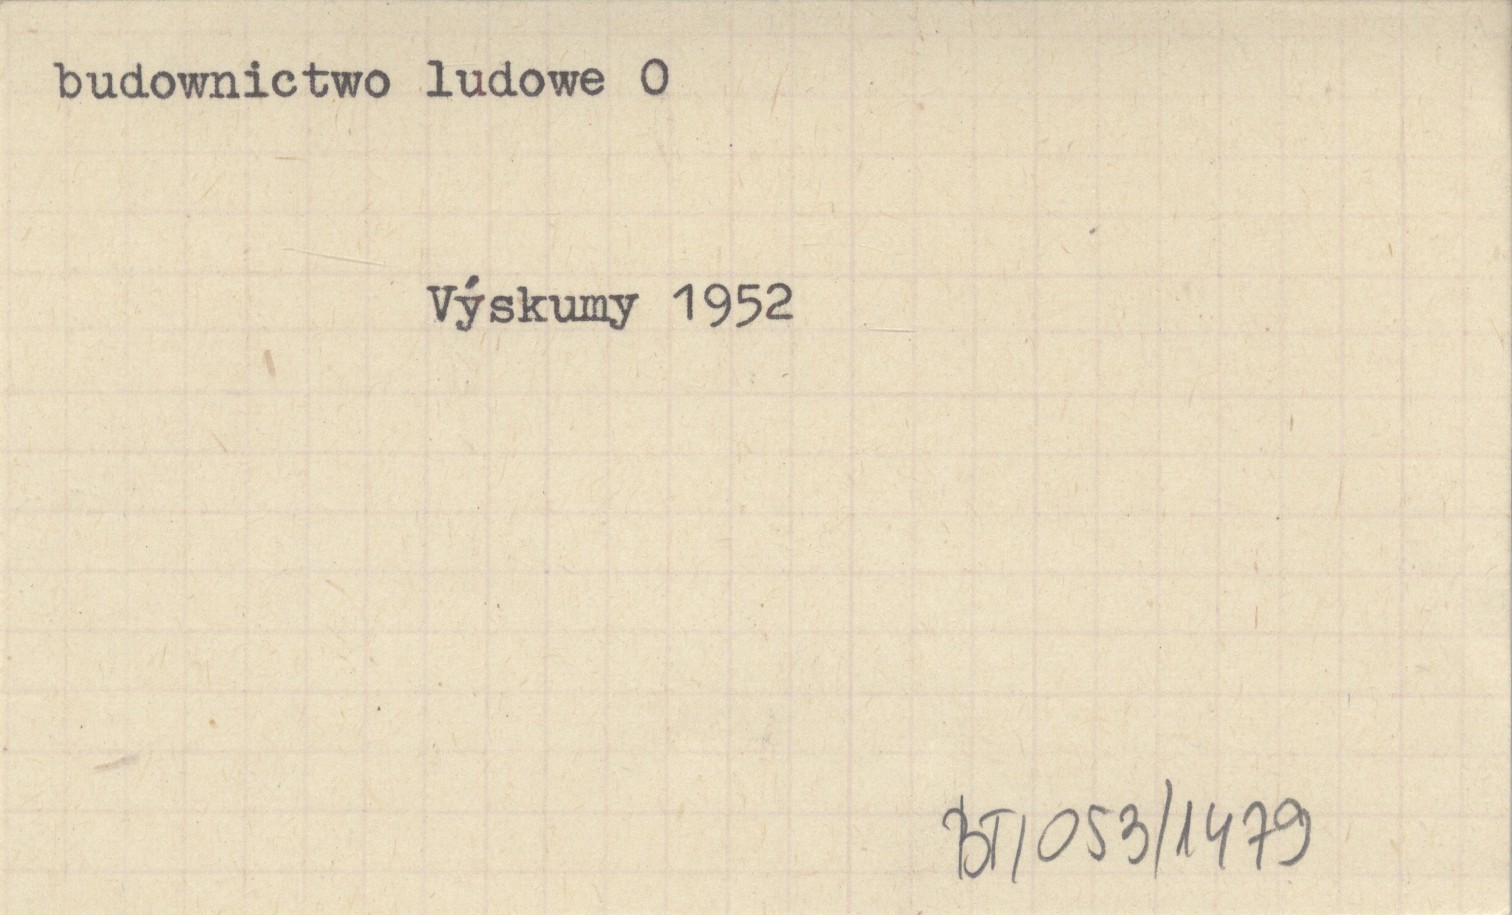 budownictwo ludowe O
Výskumy 1952
BT/053/1479